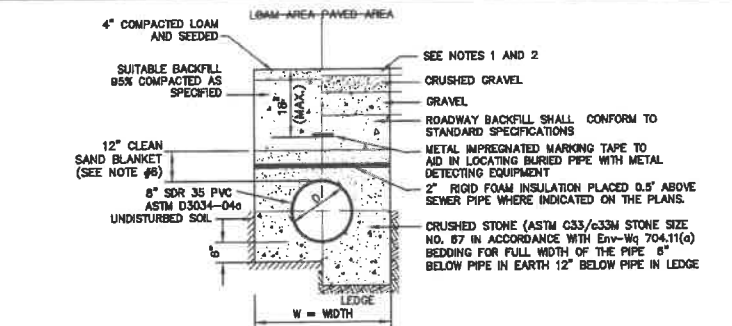 LOAM AREA PAVED AREA
4" COMPACTED LOAM
AND SEEDED
SUITABLE BACKFILL
95% COMPACTED AS
SPECIFIED
12" CLEAN
SAND BLANKET
(SEE NOTE #6)
8" SDR 35 PVC
ASTM D3034-04a
UNDISTURBED SOIL
6"
18"
(MAX.)
D
SEE NOTES 1 AND 2
CRUSHED GRAVEL
GRAVEL
ROADWAY BACKFILL SHALL CONFORM TO
STANDARD SPECIFICATIONS
METAL IMPREGNATED MARKING TAPE TO
AID IN LOCATING BURIED PIPE WITH METAL
DETECTING EQUIPMENT
2" RIGID FOAM INSULATION PLACED 0.5' ABOVE
SEWER PIPE WHERE INDICATED ON THE PLANS.
CRUSHED STONE (ASTM C33/c33M STONE SIZE
NO. 67 IN ACCORDANCE WITH Env-Wq 704.11(a)
BEDDING FOR FULL WIDTH OF THE PIPE 6"
BELOW PIPE IN EARTH 12" BELOW PIPE IN LEDGE
LEDGE
W = WIDTH